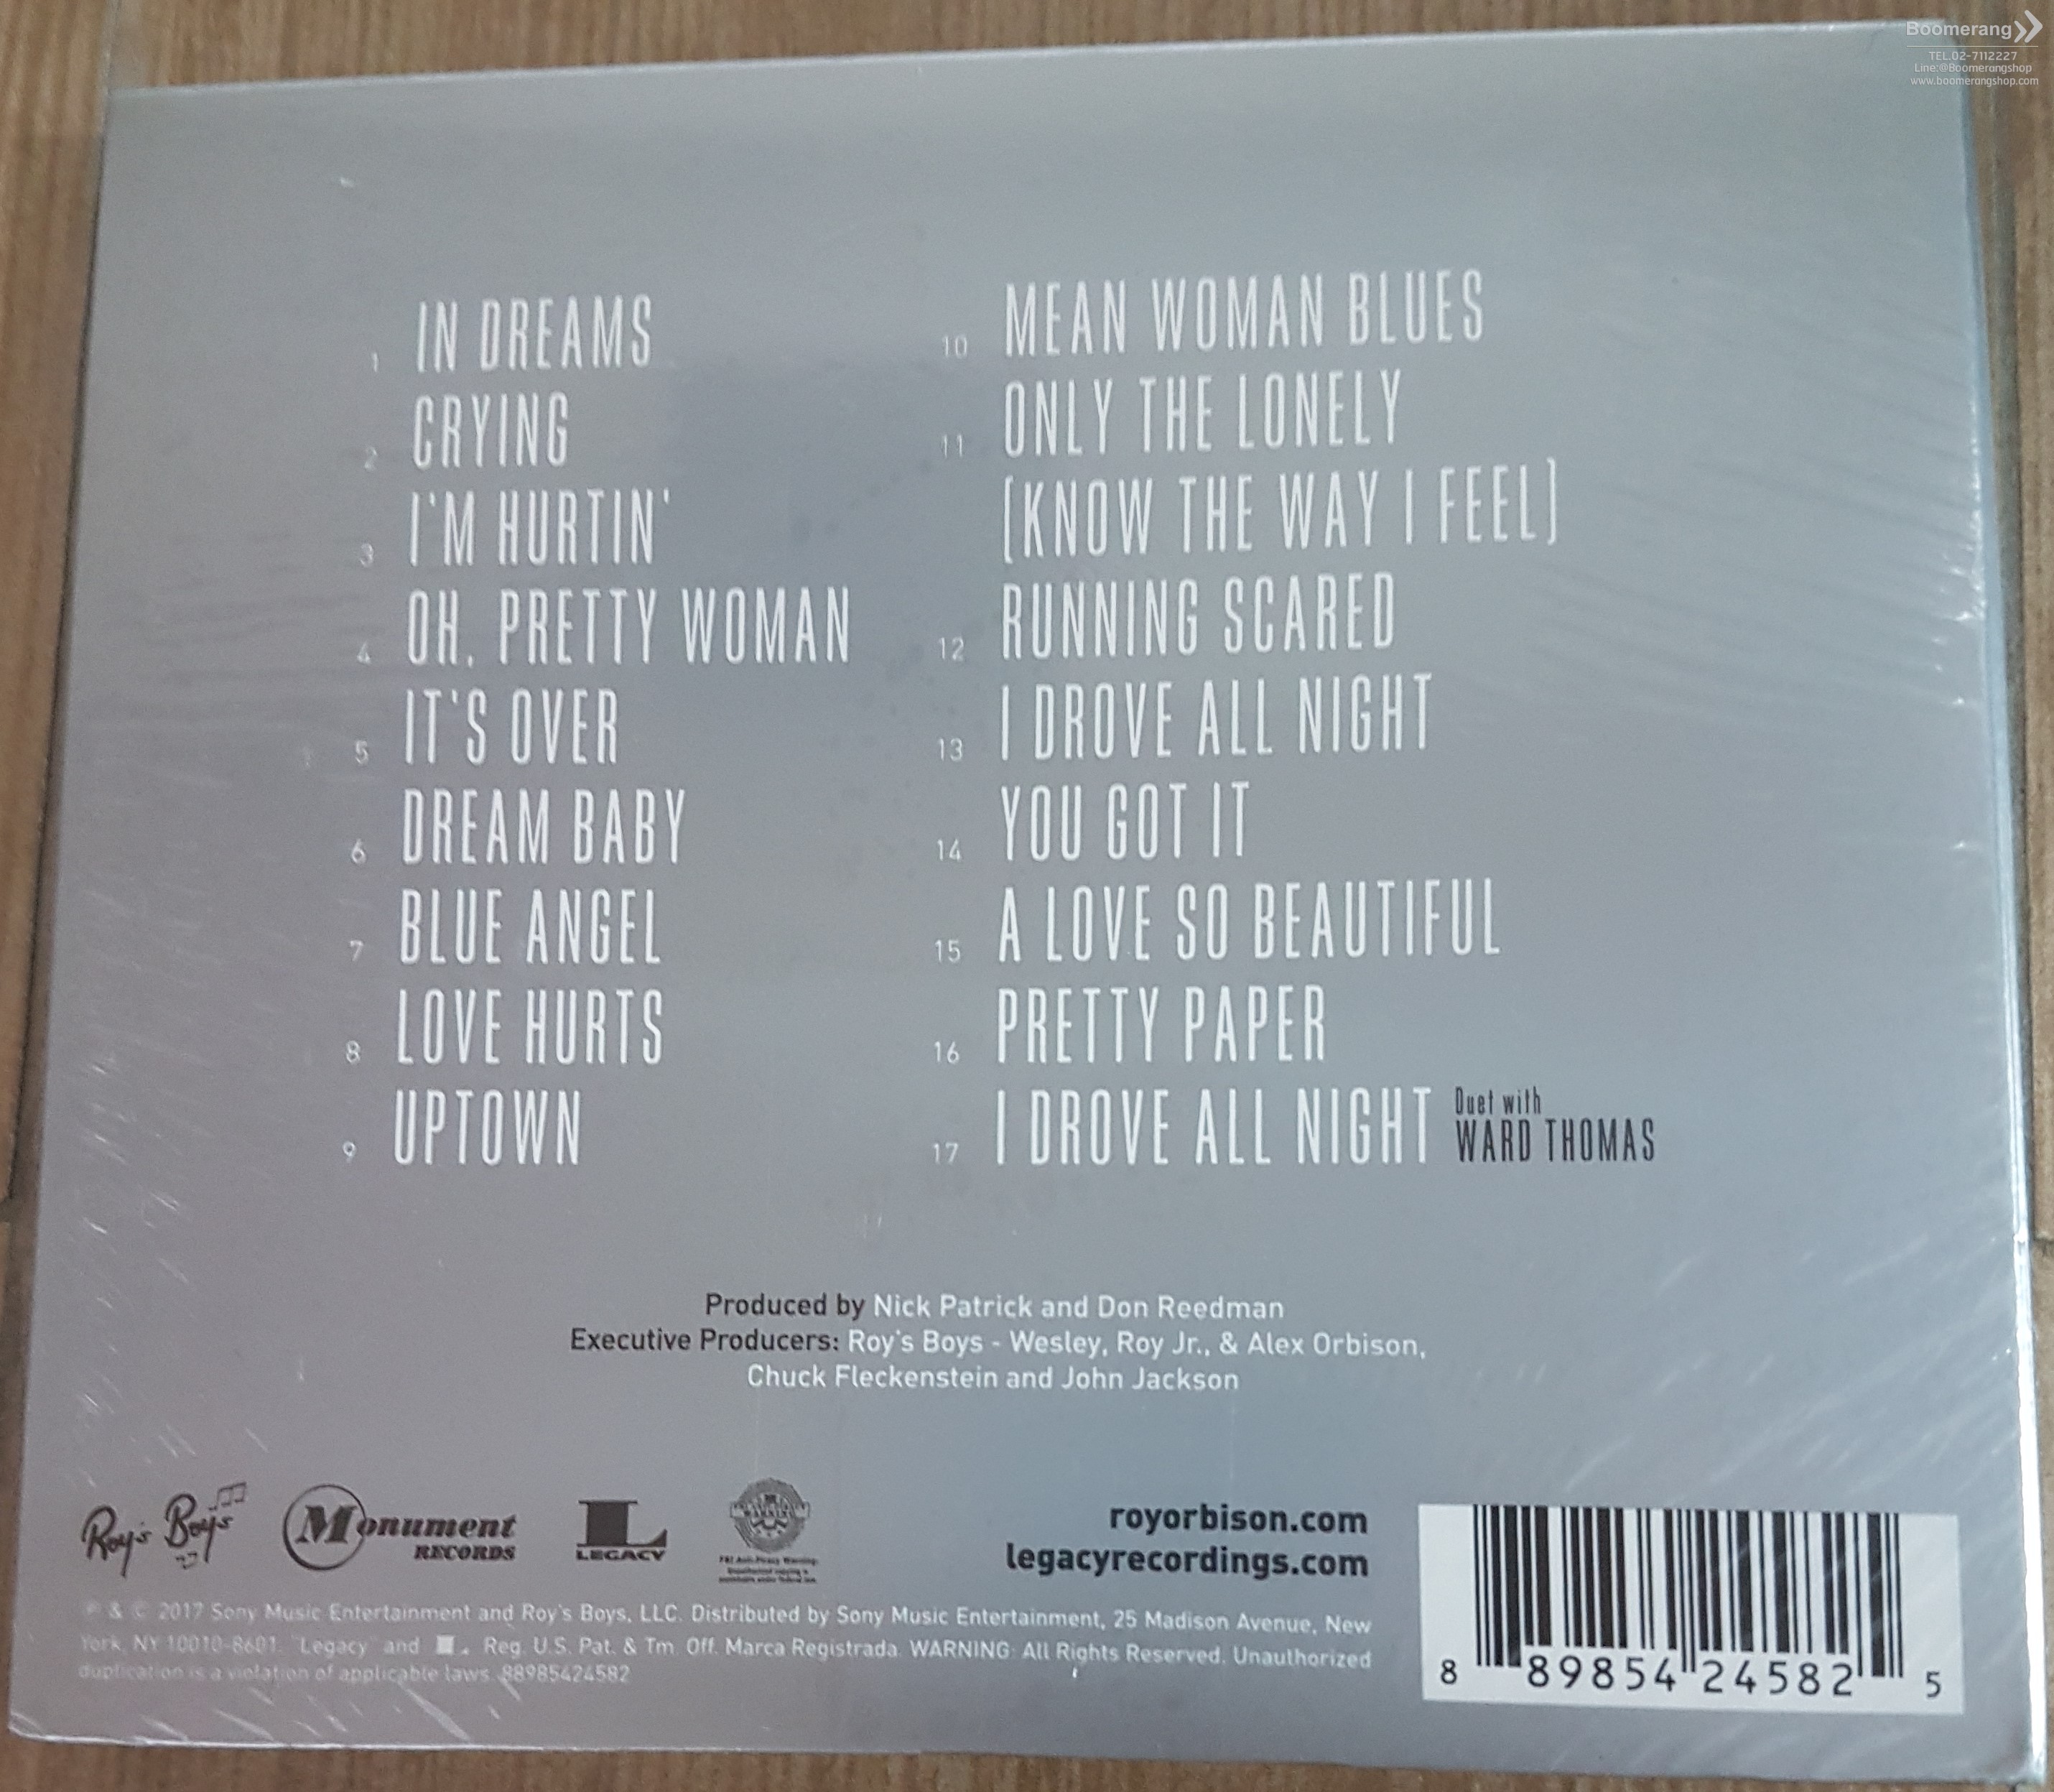 Boomerang
TEL.02-7112227
Line:@Boomerangshop
www.boomerangshop.com
1 IN DREAMS
2 CRYING
3 I'M HURTIN'
4 OH, PRETTY WOMAN
5 IT'S OVER
6 DREAM BABY
7 BLUE ANGEL
8 LOVE HURTS
9 UPTOWN
10 MEAN WOMAN BLUES
11 ONLY THE LONELY
(KNOW THE WAY I FEEL)
12 RUNNING SCARED
13 I DROVE ALL NIGHT
14 YOU GOT IT
15 A LOVE SO BEAUTIFUL
16 PRETTY PAPER
17 I DROVE ALL NIGHT Duet with WARD THOMAS
Produced by Nick Patrick and Don Reedman
Executive Producers: Roy's Boys - Wesley, Roy Jr., & Alex Orbison,
Chuck Fleckenstein and John Jackson
Roy's Boys
Monument
RECORDS
L
LEGACY
FBI Anti-Piracy Warning:
royorbison.com
legacyrecordings.com
℗ & © 2017 Sony Music Entertainment and Roy's Boys, LLC. Distributed by Sony Music Entertainment, 25 Madison Avenue, New
York, NY 10010-8601. "Legacy" and L Reg. U.S. Pat. & Tm. Off. Marca Registrada. WARNING: All Rights Reserved. Unauthorized
duplication is a violation of applicable laws. 88985424582
8 89854 24582 5